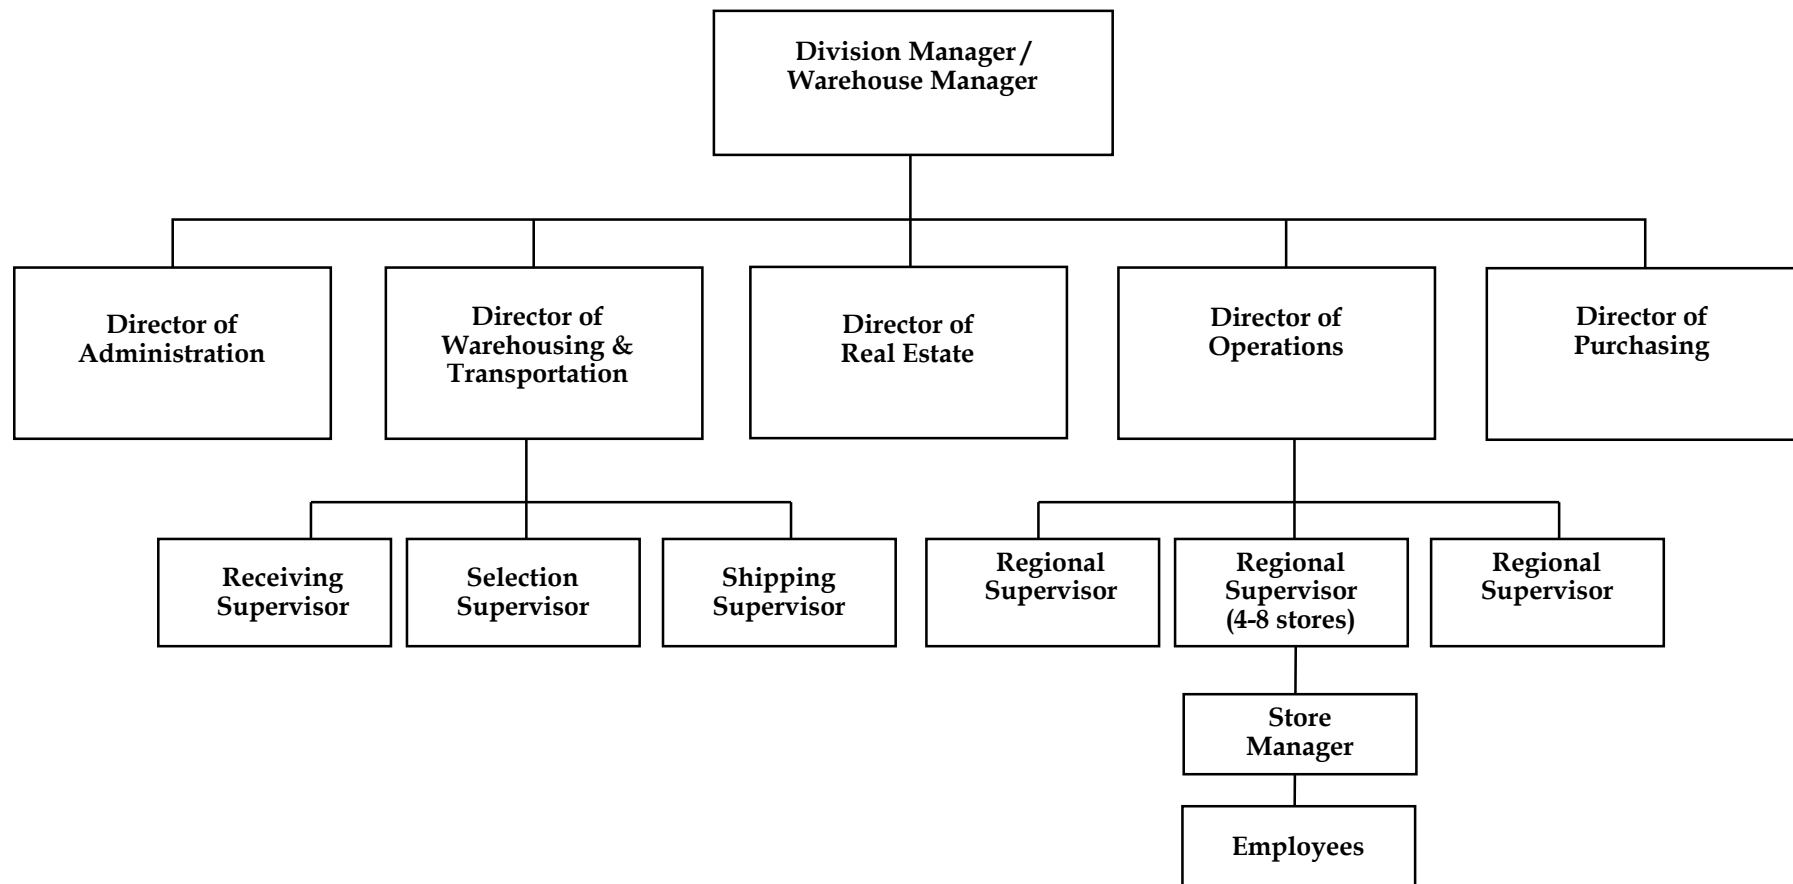 Division Manager/
Warehouse Manager
Director of
Administration
Director of
Warehousing &
Transportation
Director of
Real Estate
Director of
Operations
Director of
Purchasing
Receiving
Supervisor
Selection
Supervisor
Shipping
Supervisor
Regional
Supervisor
Regional
Supervisor
(4-8 stores)
Regional
Supervisor
Store
Manager
Employees